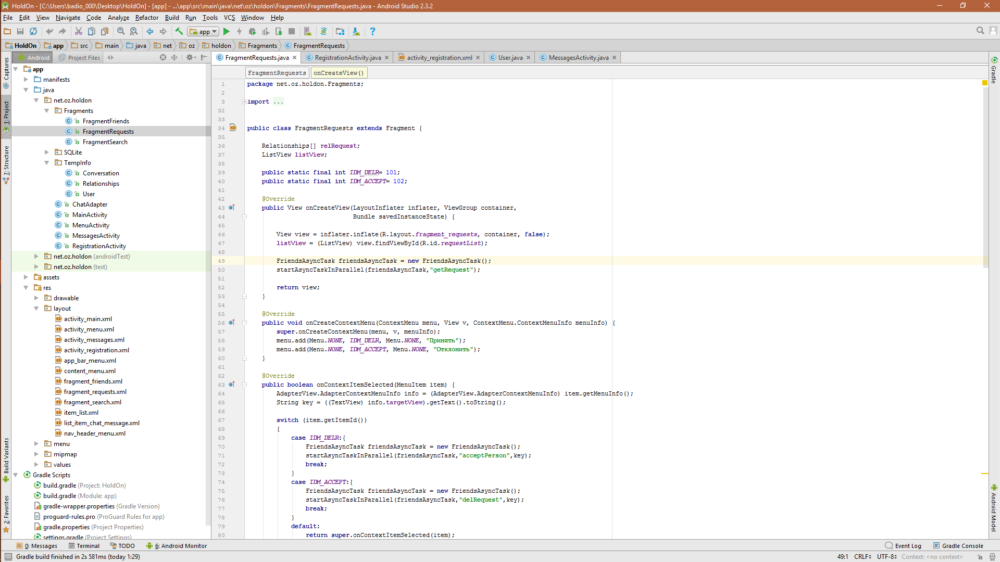 HoldOn - [C:\Users\badio_000\Desktop\HoldOn] - [app] - ...\app\src\main\java\net\oz\holdon\Fragments\FragmentRequests.java - Android Studio 2.3.2
File Edit View Navigate Code Analyze Refactor Build Run Tools VCS Window Help
app
HoldOn app src main java net oz holdon Fragments FragmentRequests
Android Project Files
FragmentRequests.java RegistrationActivity.java activity_registration.xml User.java MessagesActivity.java
Captures
1: Project
7: Structure
Build Variants
2: Favorites
app
manifests
java
net.oz.holdon
Fragments
FragmentFriends
FragmentRequests
FragmentSearch
SQLite
TempInfo
Conversation
Relationships
User
ChatAdapter
MainActivity
MenuActivity
MessagesActivity
RegistrationActivity
net.oz.holdon (androidTest)
net.oz.holdon (test)
assets
res
drawable
layout
activity_main.xml
activity_menu.xml
activity_messages.xml
activity_registration.xml
app_bar_menu.xml
content_menu.xml
fragment_friends.xml
fragment_requests.xml
fragment_search.xml
item_list.xml
list_item_chat_message.xml
nav_header_menu.xml
menu
mipmap
values
Gradle Scripts
build.gradle (Project: HoldOn)
build.gradle (Module: app)
gradle-wrapper.properties (Gradle Version)
proguard-rules.pro (ProGuard Rules for app)
gradle.properties (Project Properties)
settings.gradle (Project Settings)
FragmentRequests onCreateView()
1 package net.oz.holdon.Fragments;
2
3 import ...
32
33
34 public class FragmentRequests extends Fragment {
35
36 Relationships[] relRequest;
37 ListView listView;
38
39 public static final int IDM_DELR= 101;
40 public static final int IDM_ACCEPT= 102;
41
42 @Override
43 public View onCreateView(LayoutInflater inflater, ViewGroup container,
44 Bundle savedInstanceState) {
45
46 View view = inflater.inflate(R.layout.fragment_requests, container, false);
47 listView = (ListView) view.findViewById(R.id.requestList);
48
49 FriendsAsyncTask friendsAsyncTask = new FriendsAsyncTask();
50 startAsyncTaskInParallel(friendsAsyncTask,"getRequest");
51
52 return view;
53 }
54
55 @Override
56 public void onCreateContextMenu(ContextMenu menu, View v, ContextMenu.ContextMenuInfo menuInfo) {
57 super.onCreateContextMenu(menu, v, menuInfo);
58 menu.add(Menu.NONE, IDM_DELR, Menu.NONE, "Принять");
59 menu.add(Menu.NONE, IDM_ACCEPT, Menu.NONE, "Отклонить");
60 }
61
62 @Override
63 public boolean onContextItemSelected(MenuItem item) {
64 AdapterView.AdapterContextMenuInfo info = (AdapterView.AdapterContextMenuInfo) item.getMenuInfo();
65 String key = ((TextView) info.targetView).getText().toString();
66
67 switch (item.getItemId())
68 {
69 case IDM_DELR:{
70 FriendsAsyncTask friendsAsyncTask = new FriendsAsyncTask();
71 startAsyncTaskInParallel(friendsAsyncTask,"acceptPerson",key);
72 break;
73 }
74 case IDM_ACCEPT:{
75 FriendsAsyncTask friendsAsyncTask = new FriendsAsyncTask();
76 startAsyncTaskInParallel(friendsAsyncTask,"delRequest",key);
77 break;
78 }
79 default:
80 return super.onContextItemSelected(item);
Gradle
Android Model
0: Messages Terminal TODO 6: Android Monitor Event Log Gradle Console
Gradle build finished in 2s 581ms (today 1:29) 49:1 CRLF UTF-8 Context: <no context>